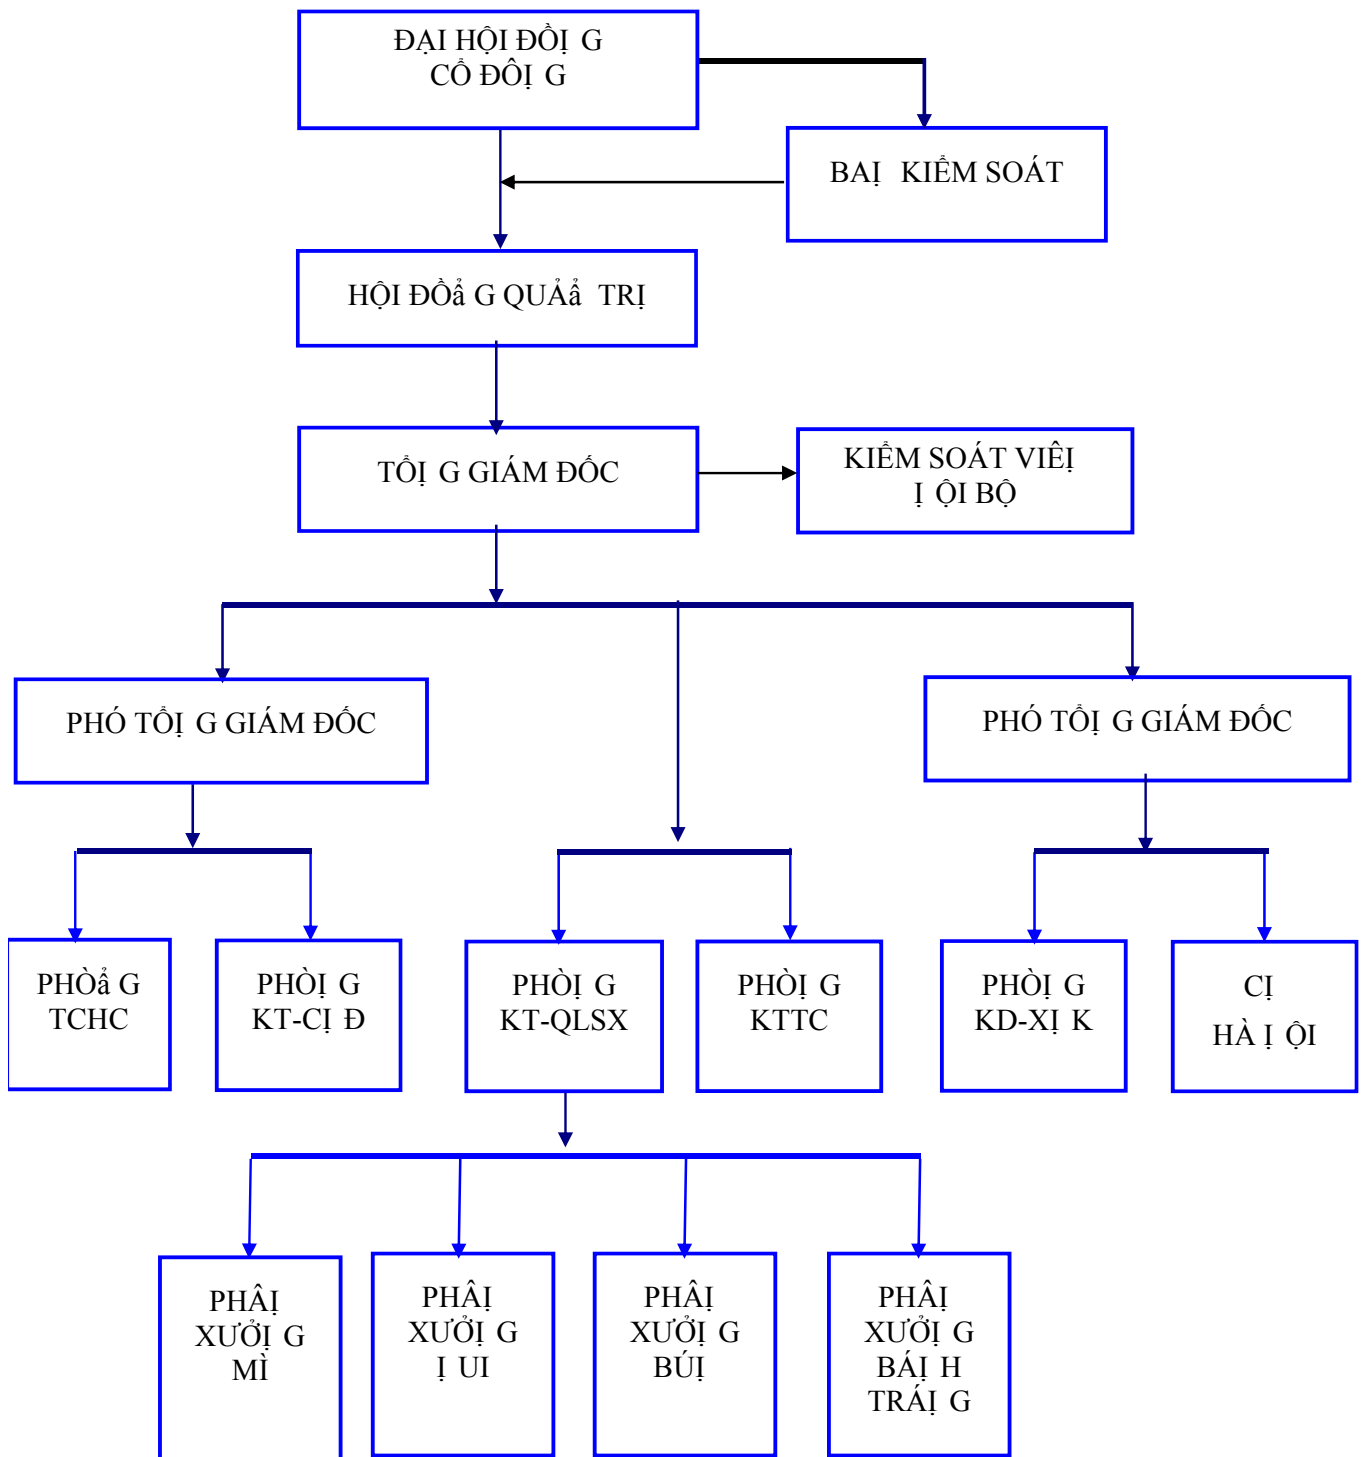 ĐẠI HỘI ĐỒỊ G
CỔ ĐÔỊ G
BAỊ KIỂM SOÁT
HỘI ĐỒẩ G QUẢẩ TRỊ
TỔỊ G GIÁM ĐỐC
KIỂM SOÁT VIÊỊ
Ị ỘI BỘ
PHÓ TỔỊ G GIÁM ĐỐC
PHÓ TỔỊ G GIÁM ĐỐC
PHÒẩ G
TCHC
PHÒỊ G
KT-CỊ Đ
PHÒỊ G
KT-QLSX
PHÒỊ G
KTTC
PHÒỊ G
KD-XỊ K
CỊ
HÀ Ị ỘI
PHÂỊ
XƯỞỊ G
MÌ
PHÂỊ
XƯỞỊ G
Ị UI
PHÂỊ
XƯỞỊ G
BÚỊ
PHÂỊ
XƯỞỊ G
BÁỊ H
TRÁỊ G